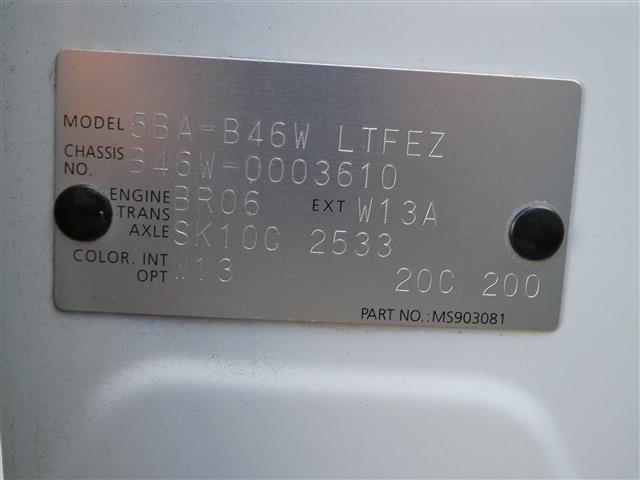 MODEL 5BA-B46W LTFEZ
CHASSIS NO. B46W-0003610
ENGINE BR06 EXT W13A
TRANS AXLE SK10C 2533
COLOR. INT W13
OPT 20C 200
PART NO.:MS903081